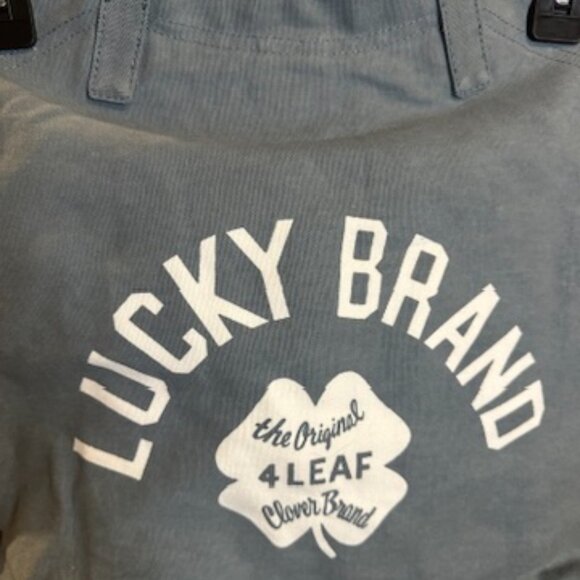 LUCKY BRAND
the Original
4 LEAF
Clover Brand